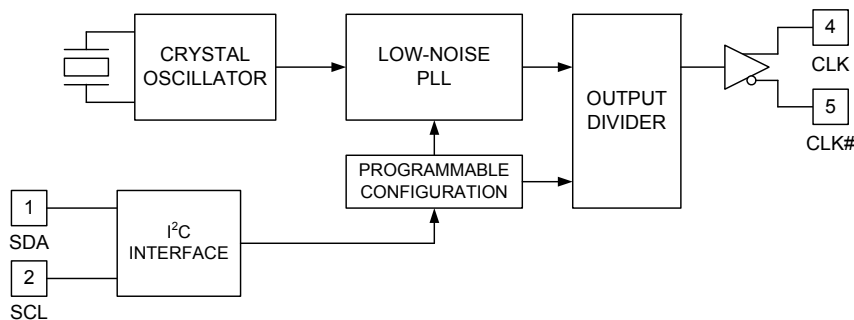 CRYSTAL
OSCILLATOR
LOW-NOISE
PLL
OUTPUT
DIVIDER
4
CLK
5
CLK#
PROGRAMMABLE
CONFIGURATION
1
SDA
2
SCL
I²C
INTERFACE